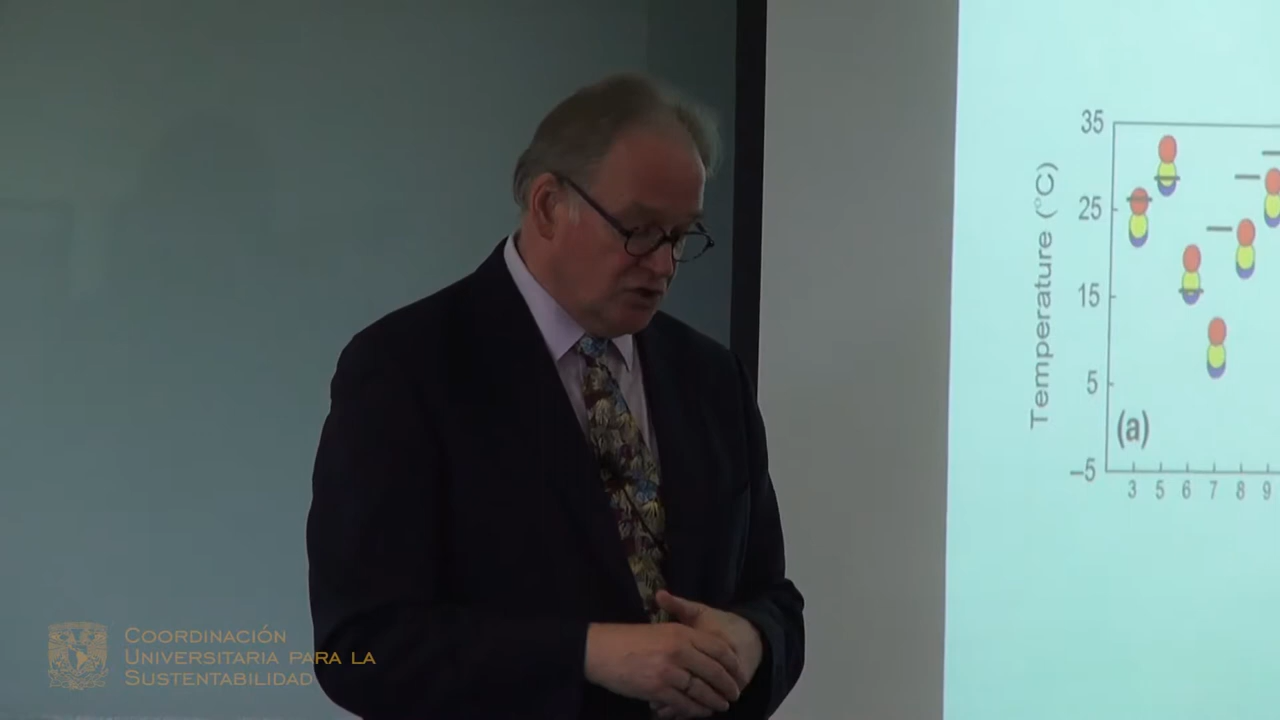 35
25
15
5
–5
Temperature (°C)
(a)
3 5 6 7 8 9
COORDINACIÓN
UNIVERSITARIA PARA LA
SUSTENTABILIDAD